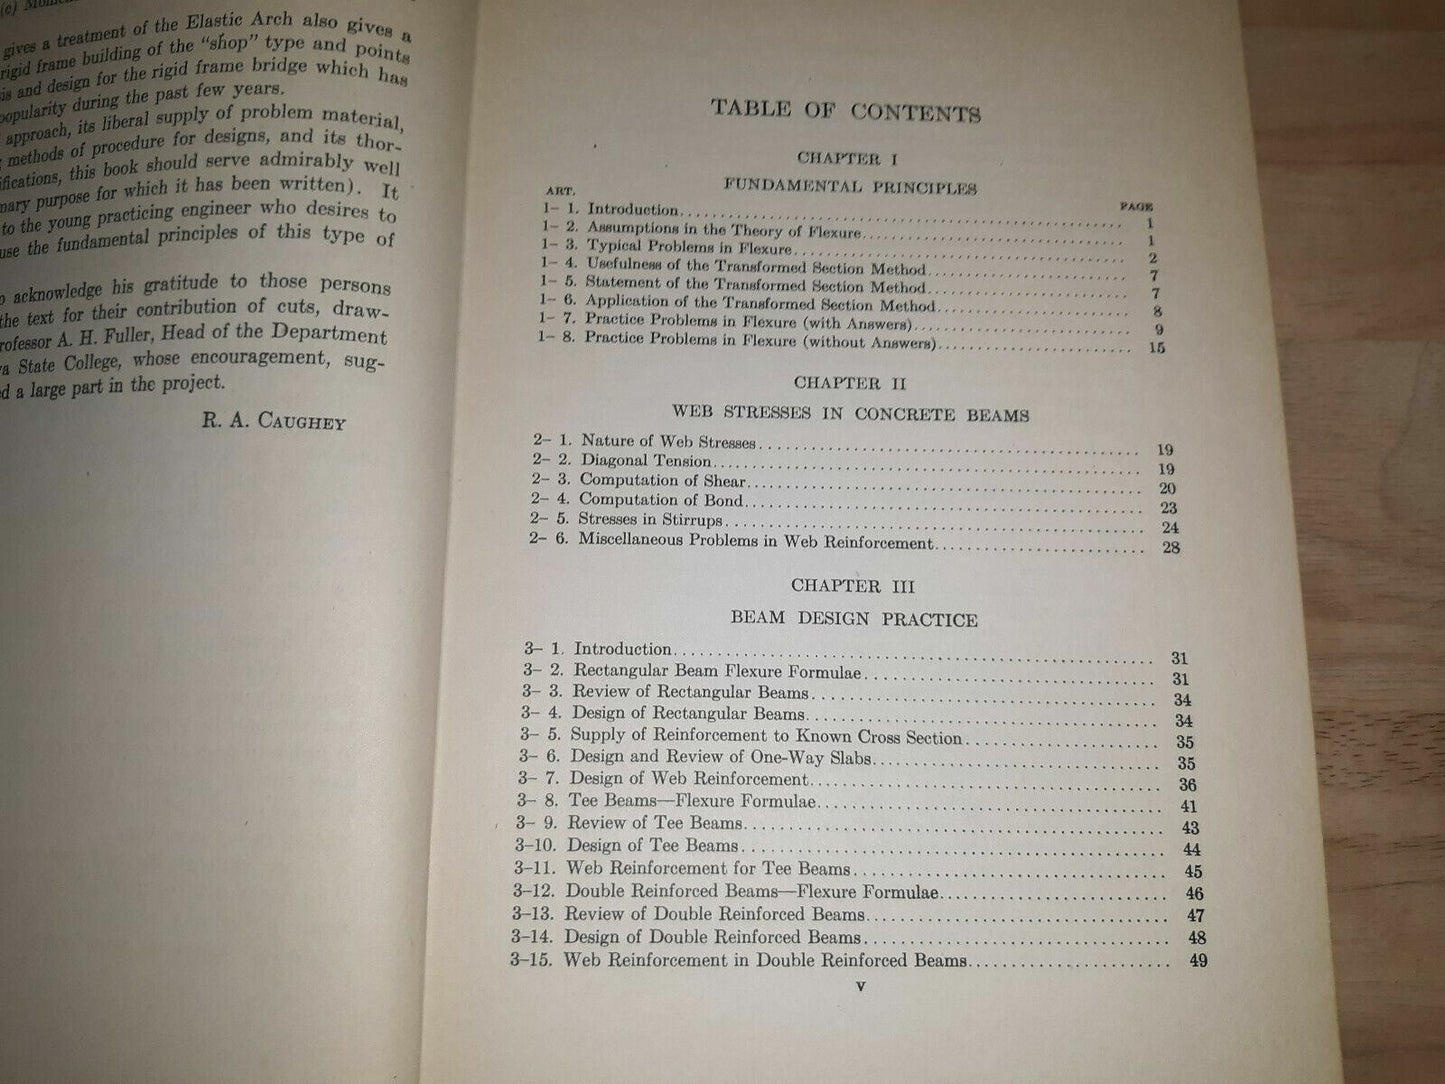 (c)
gives a treatment of the Elastic Arch also gives a
rigid frame building of the “shop” type and points
and design for the rigid frame bridge which has
popularity during the past few years.
approach, its liberal supply of problem material,
methods of procedure for designs, and its thor-
ifications, this book should serve admirably well
mary purpose for which it has been written). It
to the young practicing engineer who desires to
use the fundamental principles of this type of
acknowledge his gratitude to those persons
the text for their contribution of cuts, draw-
rofessor A. H. Fuller, Head of the Department
a State College, whose encouragement, sug-
d a large part in the project.
R. A. CAUGHEY
TABLE OF CONTENTS
CHAPTER I
FUNDAMENTAL PRINCIPLES
ART. PAGE
1– 1. Introduction 1
1– 2. Assumptions in the Theory of Flexure 1
1– 3. Typical Problems in Flexure 2
1– 4. Usefulness of the Transformed Section Method 7
1– 5. Statement of the Transformed Section Method 7
1– 6. Application of the Transformed Section Method 8
1– 7. Practice Problems in Flexure (with Answers) 9
1– 8. Practice Problems in Flexure (without Answers) 15
CHAPTER II
WEB STRESSES IN CONCRETE BEAMS
2– 1. Nature of Web Stresses 19
2– 2. Diagonal Tension 19
2– 3. Computation of Shear 20
2– 4. Computation of Bond 23
2– 5. Stresses in Stirrups 24
2– 6. Miscellaneous Problems in Web Reinforcement 28
CHAPTER III
BEAM DESIGN PRACTICE
3– 1. Introduction 31
3– 2. Rectangular Beam Flexure Formulae 31
3– 3. Review of Rectangular Beams 34
3– 4. Design of Rectangular Beams 34
3– 5. Supply of Reinforcement to Known Cross Section 35
3– 6. Design and Review of One-Way Slabs 35
3– 7. Design of Web Reinforcement 36
3– 8. Tee Beams—Flexure Formulae 41
3– 9. Review of Tee Beams 43
3–10. Design of Tee Beams 44
3–11. Web Reinforcement for Tee Beams 45
3–12. Double Reinforced Beams—Flexure Formulae 46
3–13. Review of Double Reinforced Beams 47
3–14. Design of Double Reinforced Beams 48
3–15. Web Reinforcement in Double Reinforced Beams 49
v